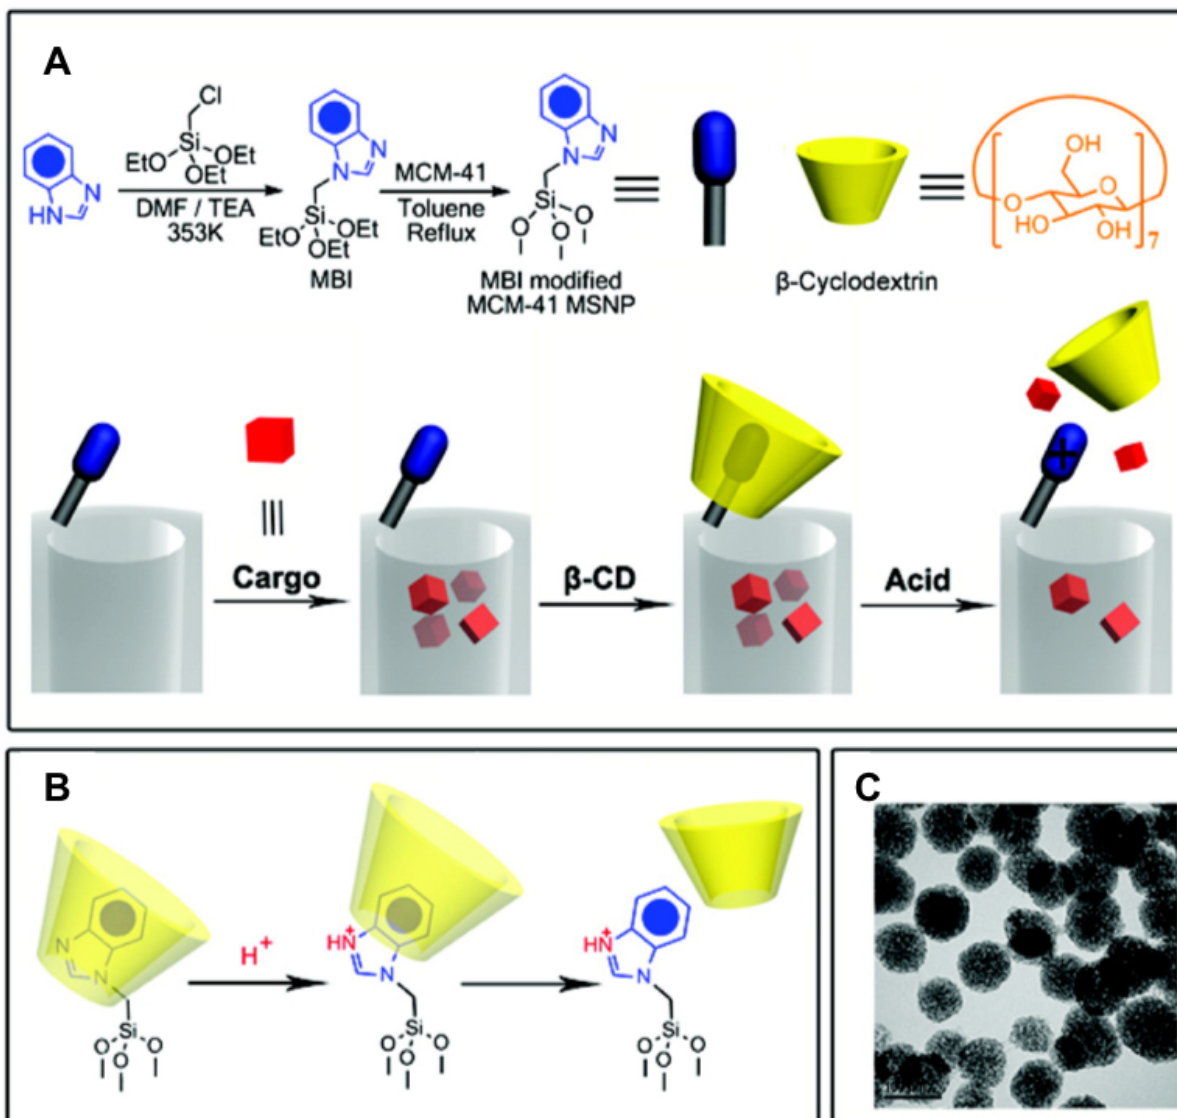 A
Cl
Si
EtO
OEt
OEt
HN
N
DMF / TEA
353K
N
N
Si
EtO
OEt
OEt
MBI
MCM-41
Toluene
Reflux
N
N
Si
O
O
O
MBI modified
MCM-41 MSNP
β-Cyclodextrin
OH
O
O
HO
OH
7
Cargo
β-CD
Acid
+
B
N
N
Si
O
O
O
H+
HN
+
N
Si
O
O
O
HN
+
N
Si
O
O
O
C